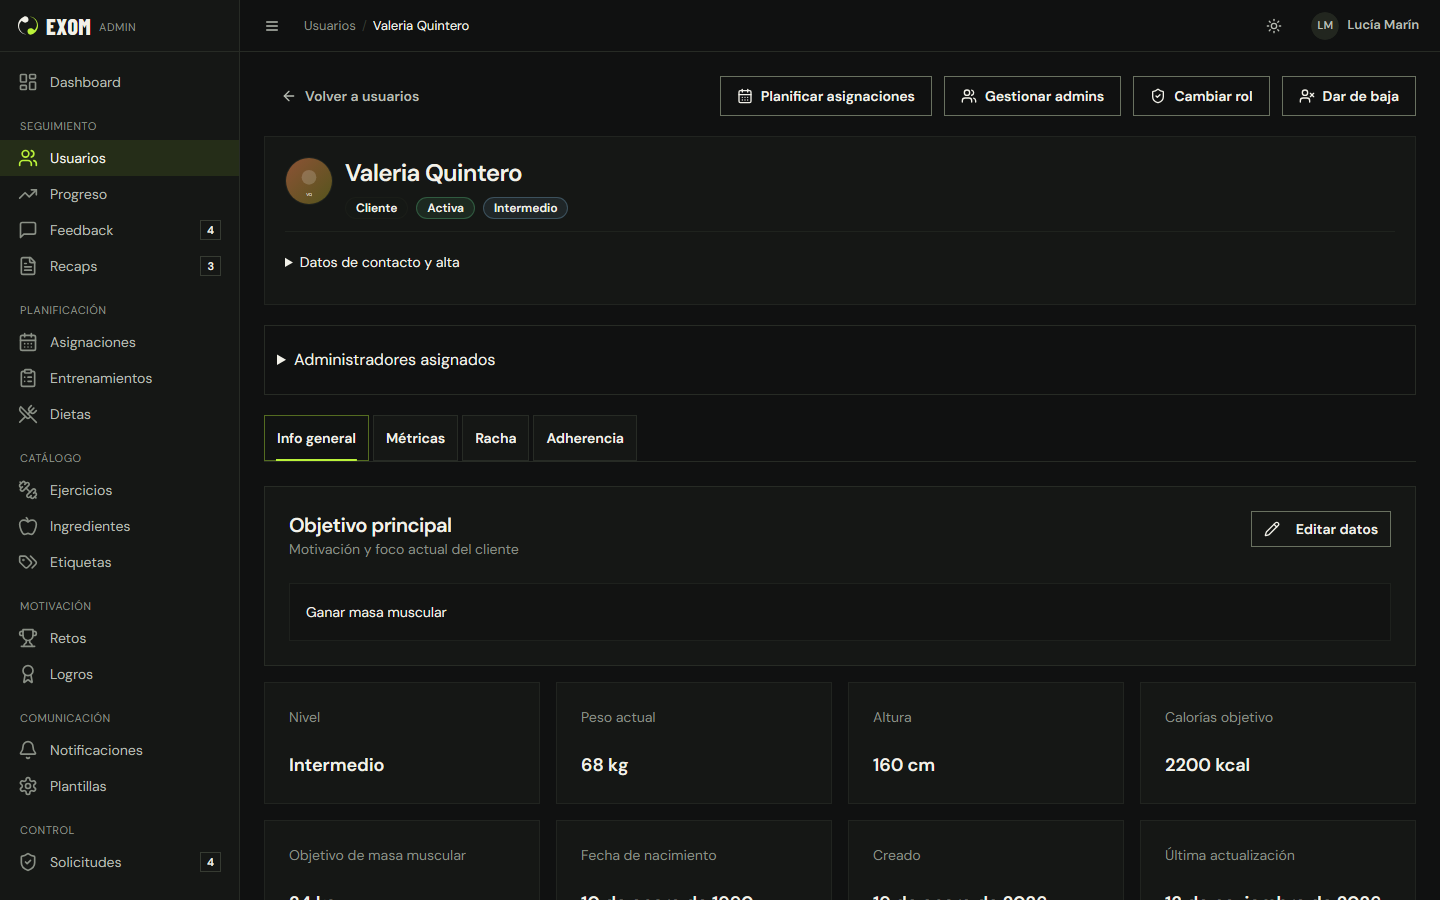 EXOM ADMIN
Usuarios / Valeria Quintero
LM Lucía Marín
Dashboard
SEGUIMIENTO
Usuarios
Progreso
Feedback 4
Recaps 3
PLANIFICACIÓN
Asignaciones
Entrenamientos
Dietas
CATÁLOGO
Ejercicios
Ingredientes
Etiquetas
MOTIVACIÓN
Retos
Logros
COMUNICACIÓN
Notificaciones
Plantillas
CONTROL
Solicitudes 4
Volver a usuarios
Planificar asignaciones
Gestionar admins
Cambiar rol
Dar de baja
Valeria Quintero
Cliente Activa Intermedio
Datos de contacto y alta
Administradores asignados
Info general
Métricas
Racha
Adherencia
Objetivo principal
Motivación y foco actual del cliente
Editar datos
Ganar masa muscular
Nivel
Intermedio
Peso actual
68 kg
Altura
160 cm
Calorías objetivo
2200 kcal
Objetivo de masa muscular
Fecha de nacimiento
Creado
Última actualización